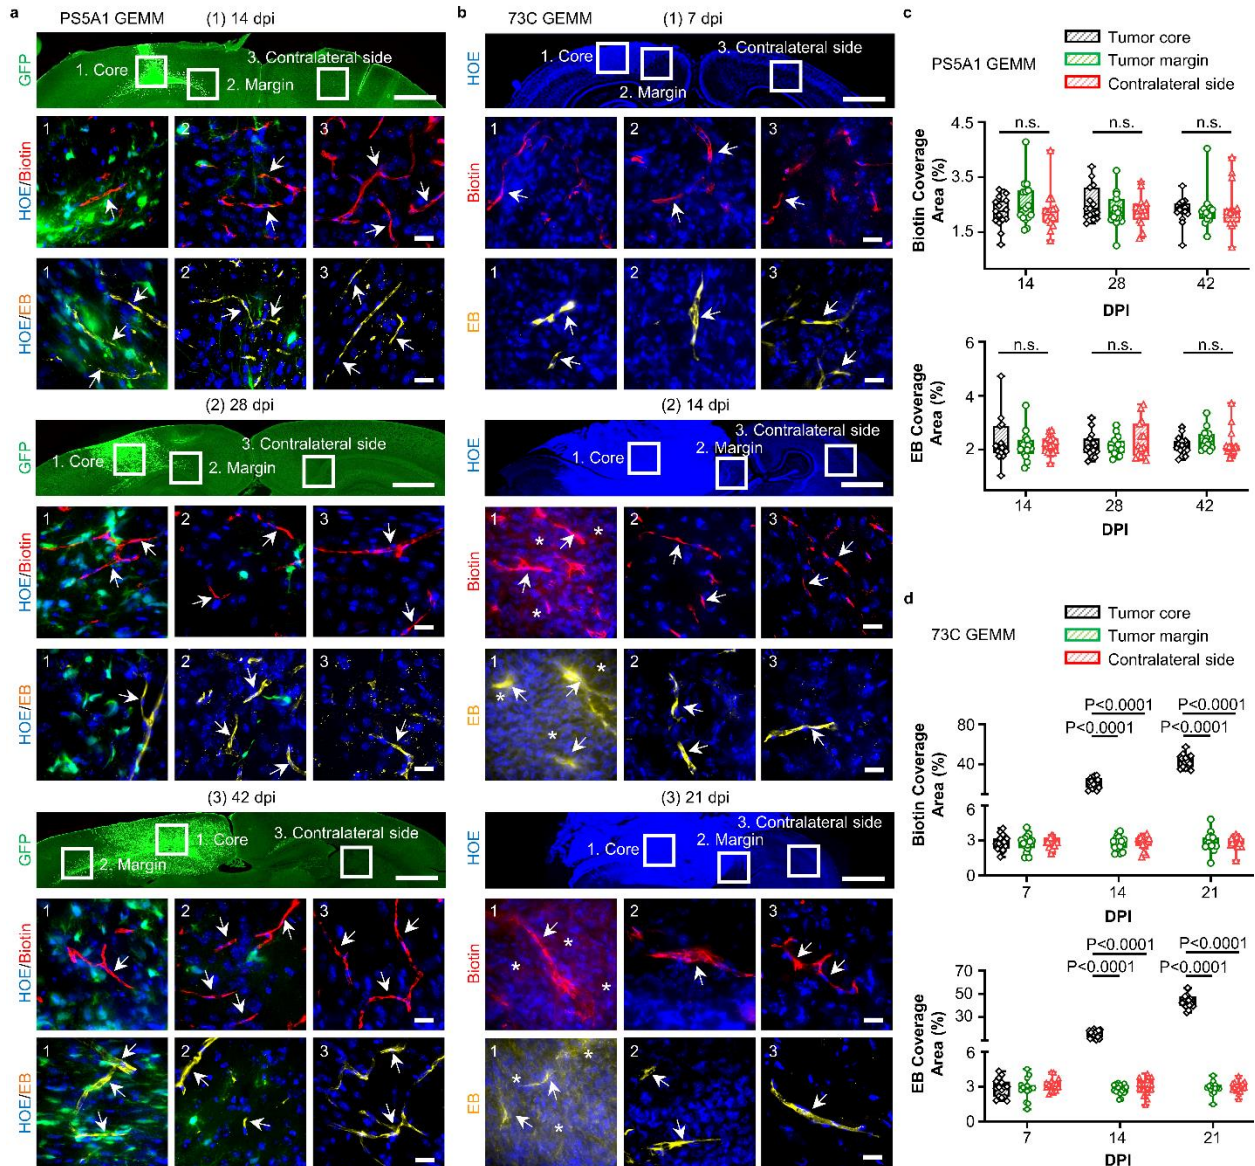 a
PS5A1 GEMM
(1) 14 dpi
GFP
1. Core
2. Margin
3. Contralateral side
HOE/Biotin
1
2
3
HOE/EB
1
2
3
(2) 28 dpi
GFP
1. Core
2. Margin
3. Contralateral side
HOE/Biotin
1
2
3
HOE/EB
1
2
3
(3) 42 dpi
GFP
1. Core
2. Margin
3. Contralateral side
HOE/Biotin
1
2
3
HOE/EB
1
2
3
b
73C GEMM
(1) 7 dpi
HOE
1. Core
2. Margin
3. Contralateral side
Biotin
1
2
3
EB
1
2
3
(2) 14 dpi
HOE
1. Core
2. Margin
3. Contralateral side
Biotin
1
2
3
EB
1
2
3
(3) 21 dpi
HOE
1. Core
2. Margin
3. Contralateral side
Biotin
1
2
3
EB
1
2
3
c
PS5A1 GEMM
Tumor core
Tumor margin
Contralateral side
Biotin Coverage
Area (%)
4.5
3.5
1.5
n.s.
n.s.
n.s.
14
28
42
DPI
EB Coverage
Area (%)
6
4
2
n.s.
n.s.
n.s.
14
28
42
DPI
d
73C GEMM
Tumor core
Tumor margin
Contralateral side
Biotin Coverage
Area (%)
80
40
6
3
0
P<0.0001
P<0.0001
P<0.0001
P<0.0001
7
14
21
DPI
EB Coverage
Area (%)
70
50
10
6
3
0
P<0.0001
P<0.0001
P<0.0001
P<0.0001
7
14
21
DPI